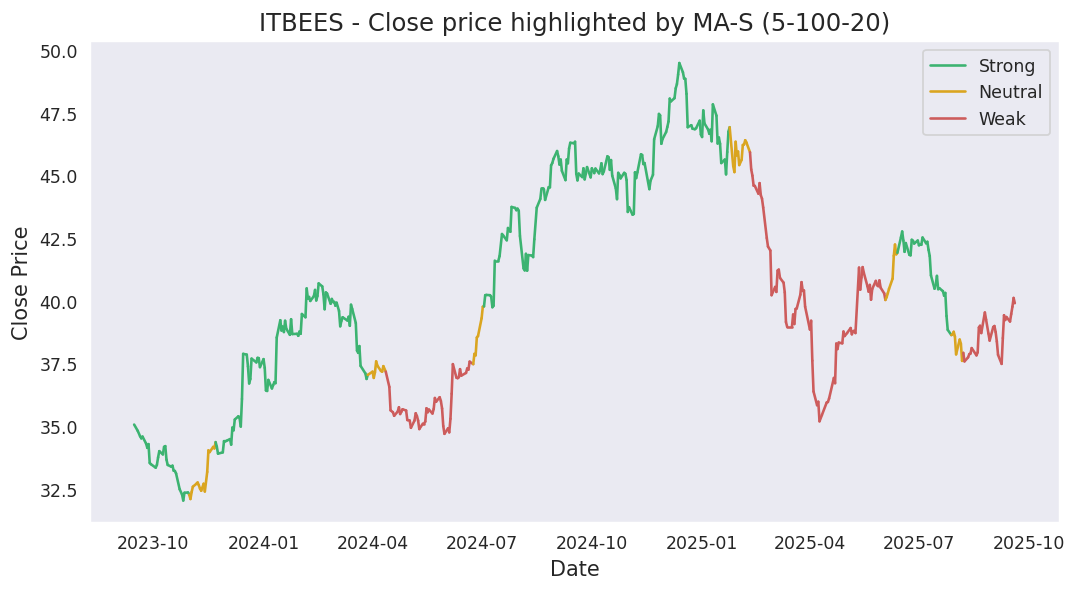 ITBEES - Close price highlighted by MA-S (5-100-20)
Strong
Neutral
Weak
Close Price
50.0
47.5
45.0
42.5
40.0
37.5
35.0
32.5
2023-10 2024-01 2024-04 2024-07 2024-10 2025-01 2025-04 2025-07 2025-10
Date